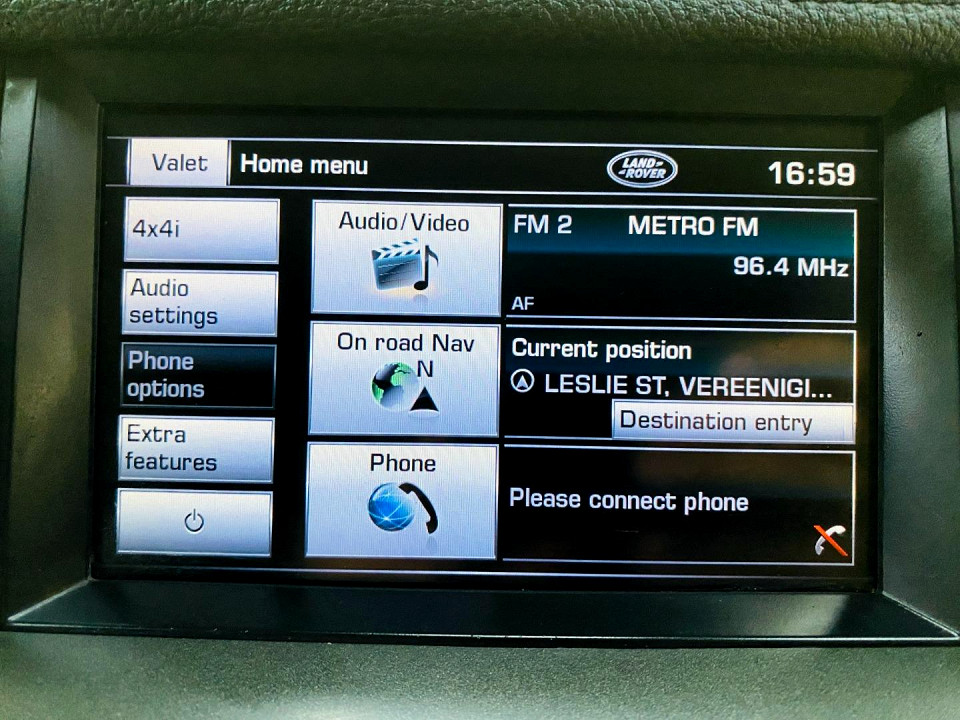 Valet
Home menu
LAND-
-ROVER
16:59
4x4i
Audio
settings
Phone
options
Extra
features
Audio/Video
On road Nav
N
Phone
FM 2
METRO FM
96.4 MHz
AF
Current position
LESLIE ST, VEREENIGI...
Destination entry
Please connect phone